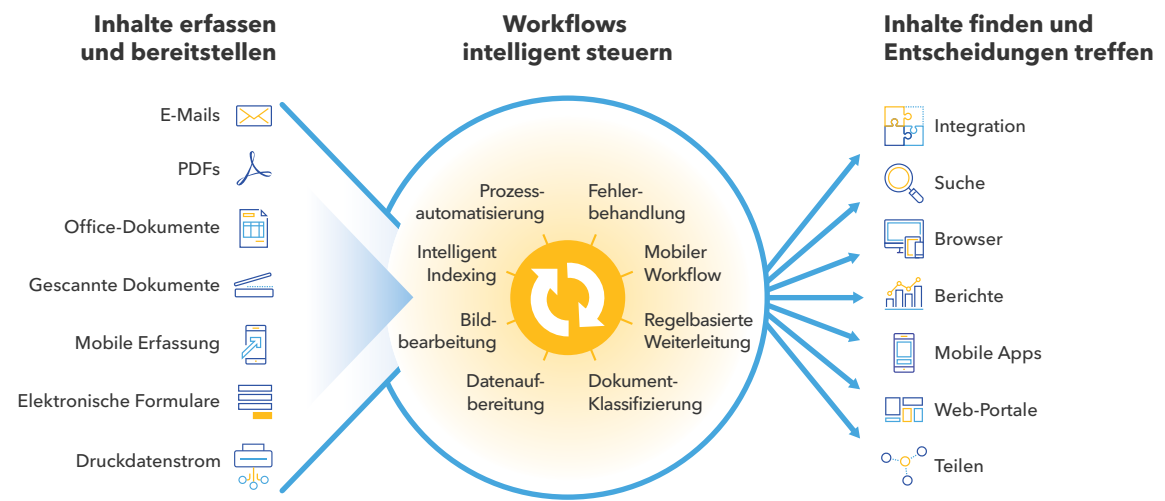 Inhalte erfassen
und bereitstellen
E-Mails
PDFs
Office-Dokumente
Gescannte Dokumente
Mobile Erfassung
Elektronische Formulare
Druckdatenstrom
Workflows
intelligent steuern
Prozess-
automatisierung
Fehler-
behandlung
Intelligent
Indexing
Mobiler
Workflow
Bild-
bearbeitung
Regelbasierte
Weiterleitung
Datenauf-
bereitung
Dokument-
Klassifizierung
Inhalte finden und
Entscheidungen treffen
Integration
Suche
Browser
Berichte
Mobile Apps
Web-Portale
Teilen